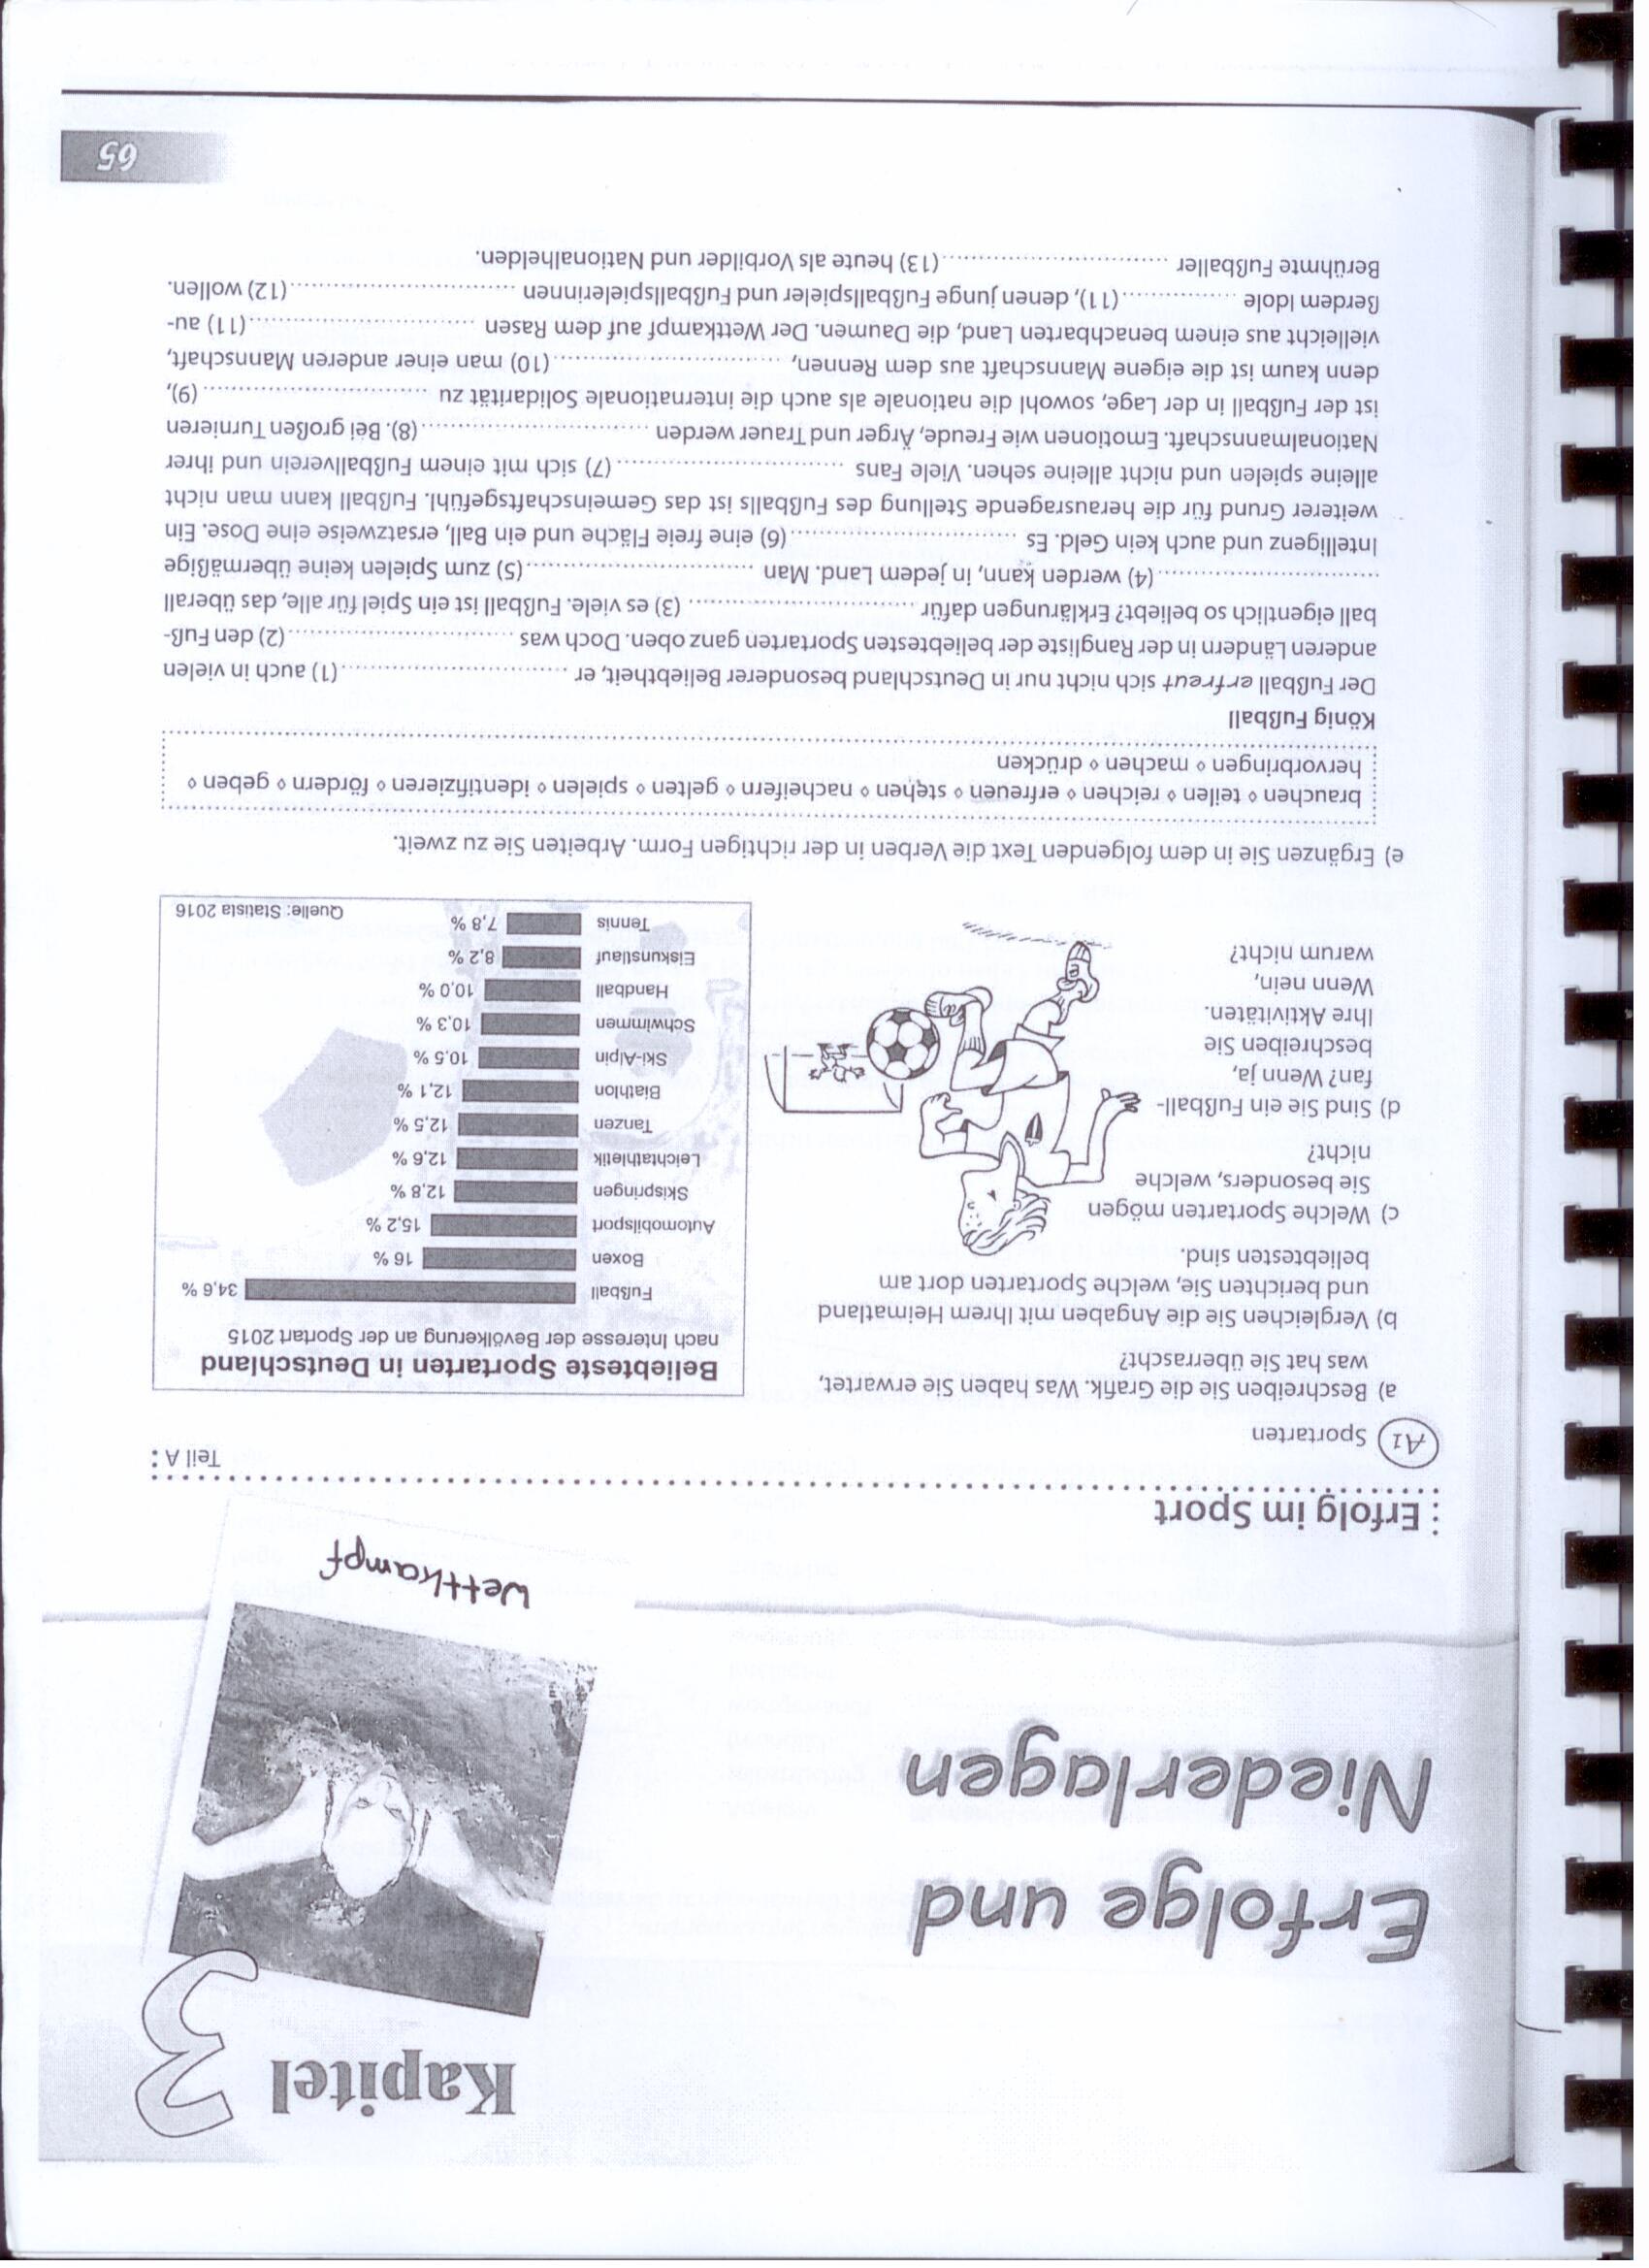 Kapitel 3
Erfolge und
Niederlagen
Wettkampf
Erfolg im Sport
Teil A
A1 Sportarten
a) Beschreiben Sie die Grafik. Was haben Sie erwartet,
was hat Sie überrascht?
b) Vergleichen Sie die Angaben mit Ihrem Heimatland
und berichten Sie, welche Sportarten dort am
beliebtesten sind.
c) Welche Sportarten mögen
Sie besonders, welche
nicht?
d) Sind Sie ein Fußball-
fan? Wenn ja,
beschreiben Sie
Ihre Aktivitäten.
Wenn nein,
warum nicht?
Beliebteste Sportarten in Deutschland
nach Interesse der Bevölkerung an der Sportart 2015
Fußball 34,6 %
Boxen 16 %
Automobilsport 15,2 %
Skispringen 12,8 %
Leichtathletik 12,6 %
Tanzen 12,5 %
Biathlon 12,1 %
Ski-Alpin 10,5 %
Schwimmen 10,3 %
Handball 10,0 %
Eiskunstlauf 8,2 %
Tennis 7,8 %
Quelle: Statista 2016
e) Ergänzen Sie in dem folgenden Text die Verben in der richtigen Form. Arbeiten Sie zu zweit.
brauchen ⋄ teilen ⋄ reichen ⋄ erfreuen ⋄ stehen ⋄ nacheifern ⋄ gelten ⋄ spielen ⋄ identifizieren ⋄ fördern ⋄ geben ⋄
hervorbringen ⋄ machen ⋄ drücken
König Fußball
Der Fußball erfreut sich nicht nur in Deutschland besonderer Beliebtheit, er .............................. (1) auch in vielen
anderen Ländern in der Rangliste der beliebtesten Sportarten ganz oben. Doch was .............................. (2) den Fuß-
ball eigentlich so beliebt? Erklärungen dafür .............................. (3) es viele. Fußball ist ein Spiel für alle, das überall
.............................. (4) werden kann, in jedem Land. Man .............................. (5) zum Spielen keine übermäßige
Intelligenz und auch kein Geld. Es .............................. (6) eine freie Fläche und ein Ball, ersatzweise eine Dose. Ein
weiterer Grund für die herausragende Stellung des Fußballs ist das Gemeinschaftsgefühl. Fußball kann man nicht
alleine spielen und nicht alleine sehen. Viele Fans .............................. (7) sich mit einem Fußballverein und ihrer
Nationalmannschaft. Emotionen wie Freude, Ärger und Trauer werden .............................. (8). Bei großen Turnieren
ist der Fußball in der Lage, sowohl die nationale als auch die internationale Solidarität zu .............................. (9),
denn kaum ist die eigene Mannschaft aus dem Rennen, .............................. (10) man einer anderen Mannschaft,
vielleicht aus einem benachbarten Land, die Daumen. Der Wettkampf auf dem Rasen .............................. (11) au-
ßerdem Idole ............... (11), denen junge Fußballspieler und Fußballspielerinnen .............................. (12) wollen.
Berühmte Fußballer .............................. (13) heute als Vorbilder und Nationalhelden.
65